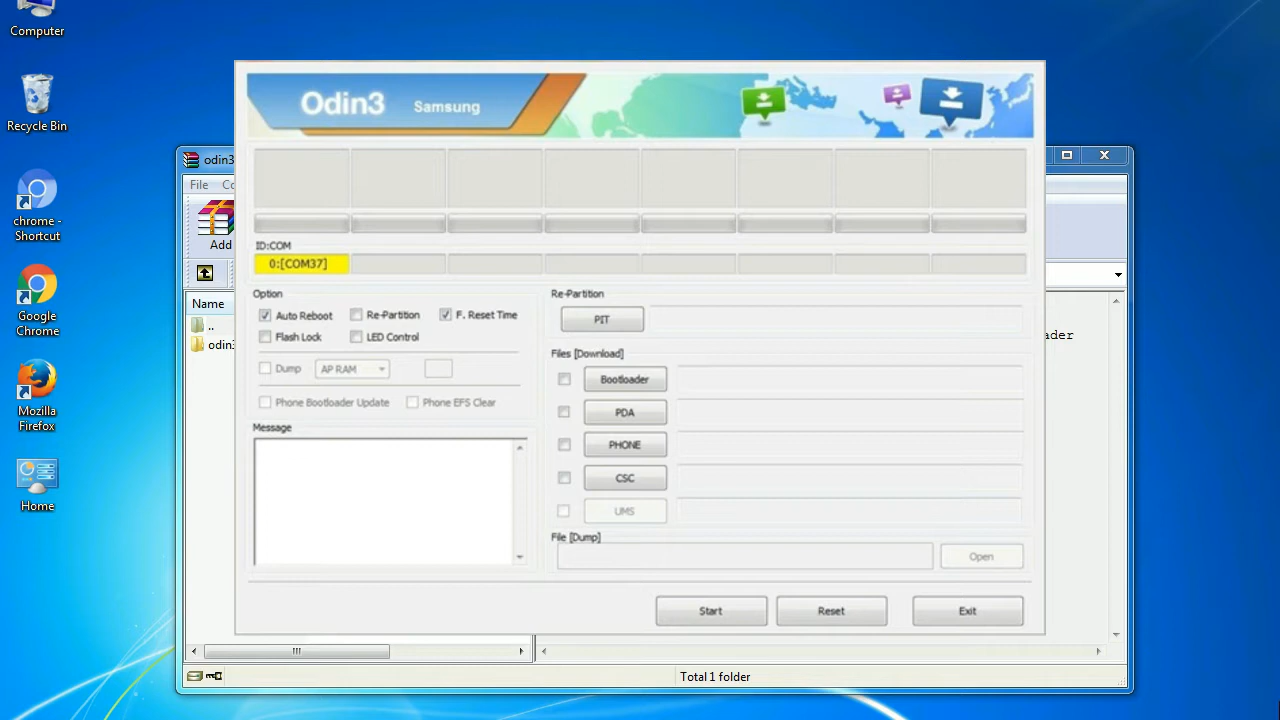 Computer
Recycle Bin
chrome -
Shortcut
Google
Chrome
Mozilla
Firefox
Home
odin3
File Co
Add
Name
..
odin3
ader
Total 1 folder
Odin3 Samsung
ID:COM
0:[COM37]
Option
Auto Reboot Re-Partition F. Reset Time
Flash Lock LED Control
Dump AP RAM
Phone Bootloader Update Phone EFS Clear
Message
Re-Partition
PIT
Files [Download]
Bootloader
PDA
PHONE
CSC
UMS
File [Dump]
Open
Start Reset Exit